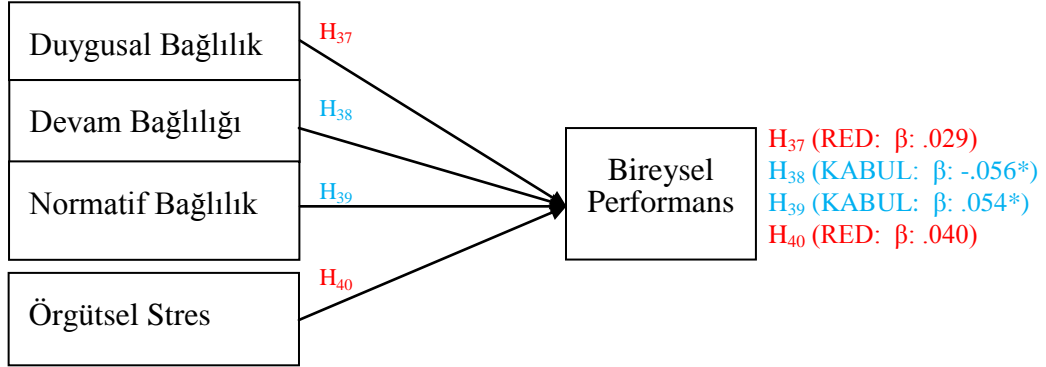 Duygusal Bağlılık
Devam Bağlılığı
Normatif Bağlılık
Örgütsel Stres
H37
H38
H39
H40
Bireysel
Performans
H37 (RED: β: .029)
H38 (KABUL: β: -.056*)
H39 (KABUL: β: .054*)
H40 (RED: β: .040)